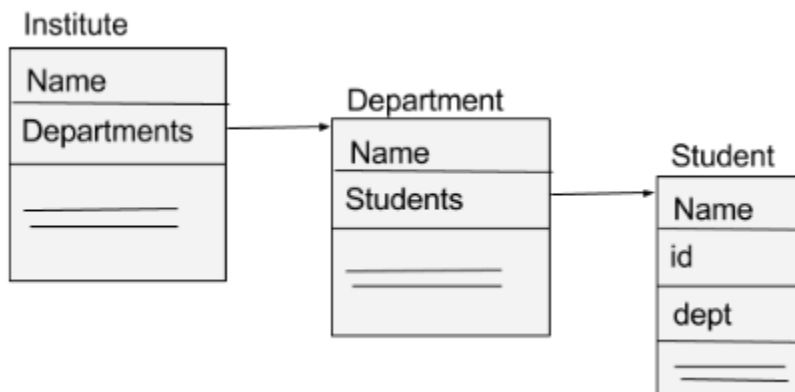 Institute
Name
Departments
Department
Name
Students
Student
Name
id
dept